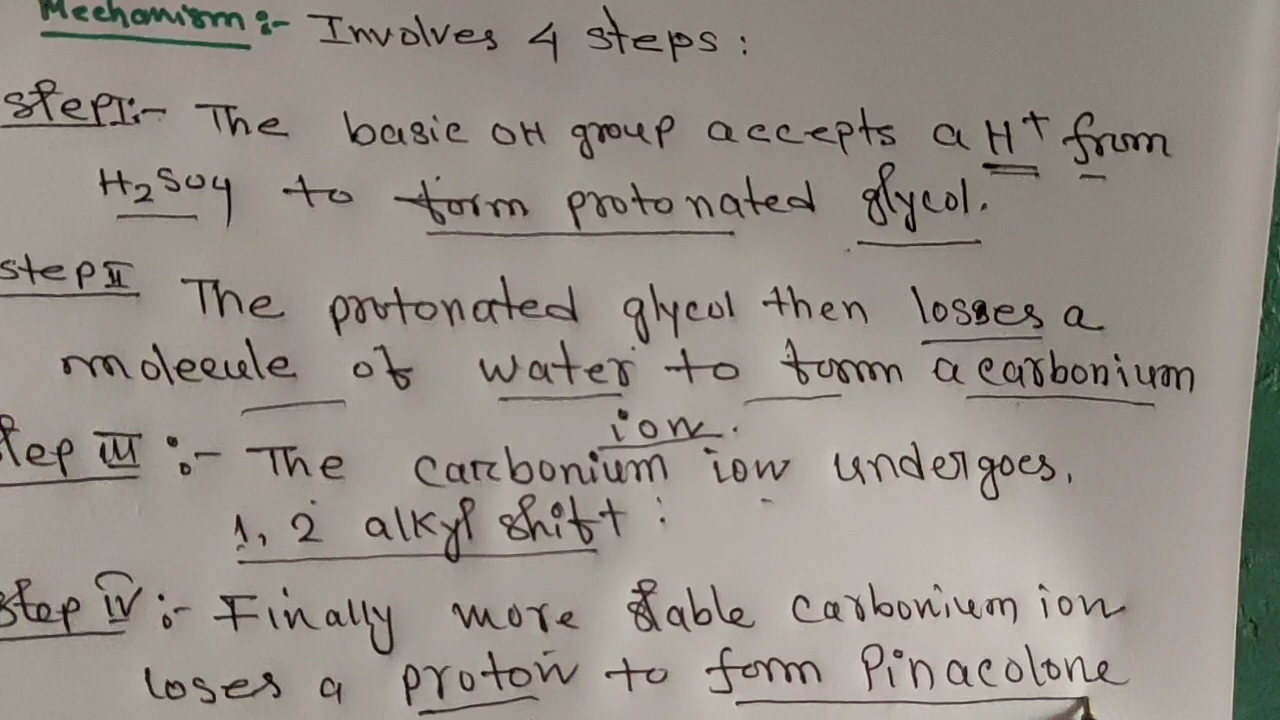 Mechanism:- Involves 4 steps:
Step I:- The basic OH group accepts a H+ from
H2SO4 to form protonated glycol.
step II The protonated glycol then losses a
molecule of water to form a carbonium
ion.
tep III :- The carbonium ion undergoes,
1, 2 alkyl shift :
Step IV :- Finally more stable carbonium ion
loses a proton to form Pinacolone